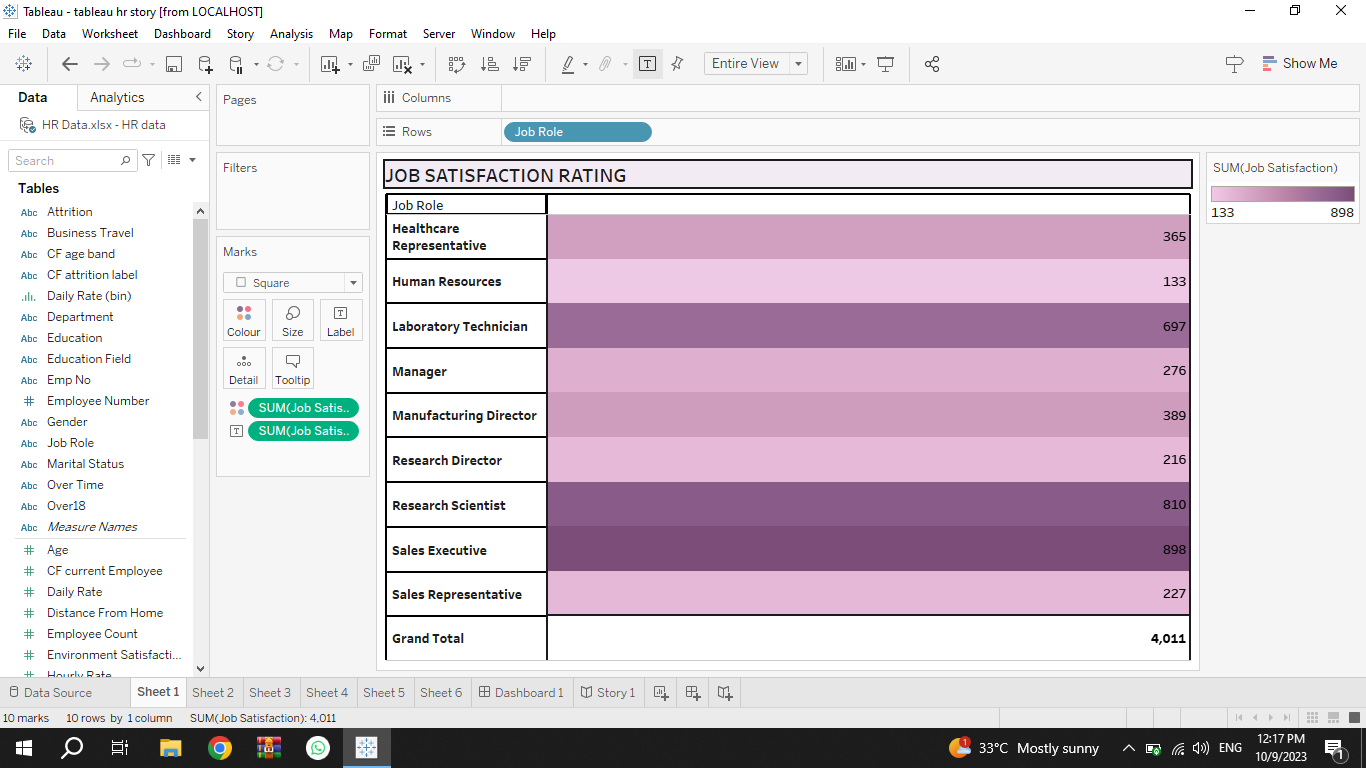 Tableau - tableau hr story [from LOCALHOST]
File Data Worksheet Dashboard Story Analysis Map Format Server Window Help
Entire View
Show Me
Data Analytics
HR Data.xlsx - HR data
Search
Tables
Abc Attrition
Abc Business Travel
Abc CF age band
Abc CF attrition label
Daily Rate (bin)
Abc Department
Abc Education
Abc Education Field
Abc Emp No
# Employee Number
Abc Gender
Abc Job Role
Abc Marital Status
Abc Over Time
Abc Over18
Abc Measure Names
# Age
# CF current Employee
# Daily Rate
# Distance From Home
# Employee Count
# Environment Satisfacti...
# Hourly Rate
Pages
Filters
Marks
Square
Colour Size Label
Detail Tooltip
SUM(Job Satis..
SUM(Job Satis..
Columns
Rows Job Role
JOB SATISFACTION RATING
Job Role
Healthcare
Representative 365
Human Resources 133
Laboratory Technician 697
Manager 276
Manufacturing Director 389
Research Director 216
Research Scientist 810
Sales Executive 898
Sales Representative 227
Grand Total 4,011
SUM(Job Satisfaction)
133 898
Data Source Sheet 1 Sheet 2 Sheet 3 Sheet 4 Sheet 5 Sheet 6 Dashboard 1 Story 1
10 marks 10 rows by 1 column SUM(Job Satisfaction): 4,011
1 33°C Mostly sunny ENG 12:17 PM
10/9/2023 1